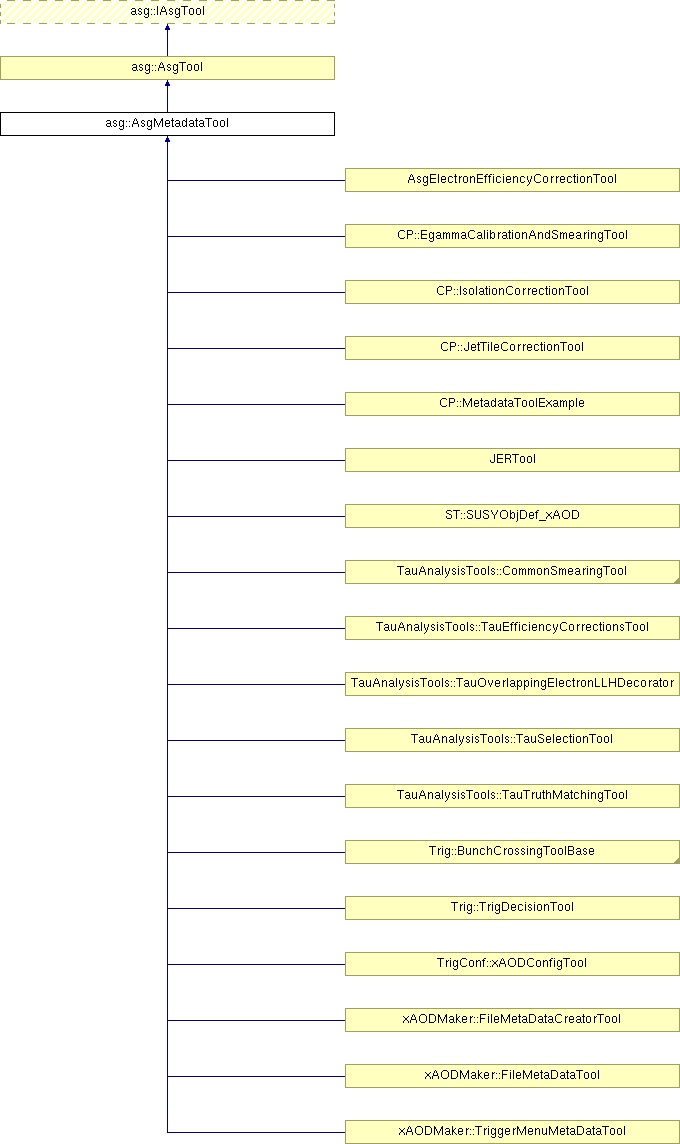 asg::IAsgTool
asg::AsgTool
asg::AsgMetadataTool
AsgElectronEfficiencyCorrectionTool
CP::EgammaCalibrationAndSmearingTool
CP::IsolationCorrectionTool
CP::JetTileCorrectionTool
CP::MetadataToolExample
JERTool
ST::SUSYObjDef_xAOD
TauAnalysisTools::CommonSmearingTool
TauAnalysisTools::TauEfficiencyCorrectionsTool
TauAnalysisTools::TauOverlappingElectronLLHDecorator
TauAnalysisTools::TauSelectionTool
TauAnalysisTools::TauTruthMatchingTool
Trig::BunchCrossingToolBase
Trig::TrigDecisionTool
TrigConf::xAODConfigTool
xAODMaker::FileMetaDataCreatorTool
xAODMaker::FileMetaDataTool
xAODMaker::TriggerMenuMetaDataTool